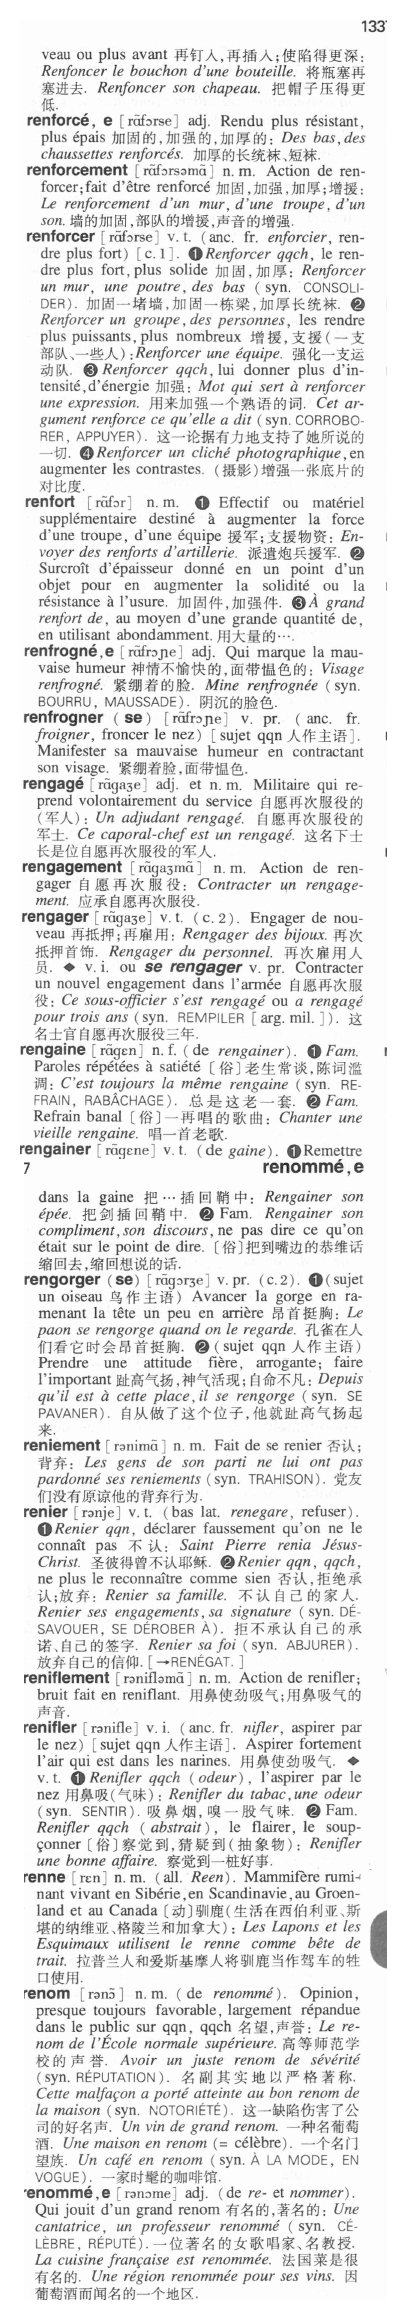 133
veau ou plus avant 再钉入,再插入;使陷得更深:
Renfoncer le bouchon d'une bouteille. 将瓶塞再
塞进去. Renfoncer son chapeau. 把帽子压得更
低.
renforcé, e [rɑ̃fɔrse] adj. Rendu plus résistant,
plus épais 加固的,加强的,加厚的: Des bas, des
chaussettes renforcés. 加厚的长统袜、短袜.
renforcement [rɑ̃fɔrsəmɑ̃] n. m. Action de ren-
forcer; fait d'être renforcé 加固,加强,加厚;增援:
Le renforcement d'un mur, d'une troupe, d'un
son. 墙的加固,部队的增援,声音的增强.
renforcer [rɑ̃fɔrse] v. t. (anc. fr. enforcier, ren-
dre plus fort) [c. 1]. ❶ Renforcer qqch, le ren-
dre plus fort, plus solide 加固,加厚: Renforcer
un mur, une poutre, des bas (syn. CONSOLI-
DER). 加固一堵墙,加固一栋梁,加厚长统袜. ❷
Renforcer un groupe, des personnes, les rendre
plus puissants, plus nombreux 增援,支援(一支
部队、一些人): Renforcer une équipe. 强化一支运
动队. ❸ Renforcer qqch, lui donner plus d'in-
tensité, d'énergie 加强: Mot qui sert à renforcer
une expression. 用来加强一个熟语的词. Cet ar-
gument renforce ce qu'elle a dit (syn. CORROBO-
RER, APPUYER). 这一论据有力地支持了她所说的
一切. ❹ Renforcer un cliché photographique, en
augmenter les contrastes. (摄影)增强一张底片的
对比度.
renfort [rɑ̃fɔr] n. m. ❶ Effectif ou matériel
supplémentaire destiné à augmenter la force
d'une troupe, d'une équipe 援军;支援物资: En-
voyer des renforts d'artillerie. 派遣炮兵援军. ❷
Surcroît d'épaisseur donné en un point d'un
objet pour en augmenter la solidité ou la
résistance à l'usure. 加固件,加强件. ❸ À grand
renfort de, au moyen d'une grande quantité de,
en utilisant abondamment. 用大量的….
renfrogné, e [rɑ̃frɔɲe] adj. Qui marque la mau-
vaise humeur 神情不愉快的,面带愠色的: Visage
renfrogné. 紧绷着的脸. Mine renfrognée (syn.
BOURRU, MAUSSADE). 阴沉的脸色.
renfrogner (se) [rɑ̃frɔɲe] v. pr. (anc. fr.
froigner, froncer le nez) [sujet qqn 人作主语].
Manifester sa mauvaise humeur en contractant
son visage. 紧绷着脸,面带愠色.
rengagé [rɑ̃gaʒe] adj. et n. m. Militaire qui re-
prend volontairement du service 自愿再次服役的
(军人): Un adjudant rengagé. 自愿再次服役的
军士. Ce caporal-chef est un rengagé. 这名下士
长是位自愿再次服役的军人.
rengagement [rɑ̃gaʒmɑ̃] n. m. Action de ren-
gager 自愿再次服役: Contracter un rengage-
ment. 应承自愿再次服役.
rengager [rɑ̃gaʒe] v. t. (c. 2). Engager de nou-
veau 再抵押;再雇用: Rengager des bijoux. 再次
抵押首饰. Rengager du personnel. 再次雇用人
员. ◆ v. i. ou se rengager v. pr. Contracter
un nouvel engagement dans l'armée 自愿再次服
役: Ce sous-officier s'est rengagé ou a rengagé
pour trois ans (syn. REMPILER [arg. mil.]). 这
名士官自愿再次服役三年.
rengaine [rɑ̃gɛn] n. f. (de rengainer). ❶ Fam.
Paroles répétées à satiété [俗]老生常谈,陈词滥
调: C'est toujours la même rengaine (syn. RE-
FRAIN, RABÂCHAGE). 总是这老一套. ❷ Fam.
Refrain banal [俗]一再唱的歌曲: Chanter une
vieille rengaine. 唱一首老歌.
rengainer [rɑ̃gɛne] v. t. (de gaine). ❶ Remettre
7 renommé, e
dans la gaine 把…插回鞘中: Rengainer son
épée. 把剑插回鞘中. ❷ Fam. Rengainer son
compliment, son discours, ne pas dire ce qu'on
était sur le point de dire. [俗]把到嘴边的恭维话
缩回去,缩回想说的话.
rengorger (se) [rɑ̃gɔrʒe] v. pr. (c. 2). ❶ (sujet
un oiseau 鸟作主语) Avancer la gorge en ra-
menant la tête un peu en arrière 昂首挺胸: Le
paon se rengorge quand on le regarde. 孔雀在人
们看它时会昂首挺胸. ❷ (sujet qqn 人作主语)
Prendre une attitude fière, arrogante; faire
l'important 趾高气扬,神气活现;自命不凡: Depuis
qu'il est à cette place, il se rengorge (syn. SE
PAVANER). 自从做了这个位子,他就趾高气扬起
来.
reniement [rənimɑ̃] n. m. Fait de se renier 否认;
背弃: Les gens de son parti ne lui ont pas
pardonné ses reniements (syn. TRAHISON). 党友
们没有原谅他的背弃行为.
renier [rənje] v. t. (bas lat. renegare, refuser).
❶ Renier qqn, déclarer faussement qu'on ne le
connaît pas 不认: Saint Pierre renia Jésus-
Christ. 圣彼得曾不认耶稣. ❷ Renier qqn, qqch,
ne plus le reconnaître comme sien 否认,拒绝承
认;放弃: Renier sa famille. 不认自己的家人.
Renier ses engagements, sa signature (syn. DÉ-
SAVOUER, SE DÉROBER À). 拒不承认自己的承
诺、自己的签字. Renier sa foi (syn. ABJURER).
放弃自己的信仰. [→RENÉGAT.]
reniflement [rənifləmɑ̃] n. m. Action de renifler;
bruit fait en reniflant. 用鼻使劲吸气;用鼻吸气的
声音.
renifler [rənifle] v. i. (anc. fr. nifler, aspirer par
le nez) [sujet qqn 人作主语]. Aspirer fortement
l'air qui est dans les narines. 用鼻使劲吸气. ◆
v. t. ❶ Renifler qqch (odeur), l'aspirer par le
nez 用鼻吸(气味): Renifler du tabac, une odeur
(syn. SENTIR). 吸鼻烟,嗅一股气味. ❷ Fam.
Renifler qqch (abstrait), le flairer, le soup-
çonner [俗]察觉到,猜疑到(抽象物): Renifler
une bonne affaire. 察觉到一桩好事.
renne [rɛn] n. m. (all. Reen). Mammifère rumi-
nant vivant en Sibérie, en Scandinavie, au Groen-
land et au Canada [动]驯鹿(生活在西伯利亚、斯
堪的纳维亚、格陵兰和加拿大): Les Lapons et les
Esquimaux utilisent le renne comme bête de
trait. 拉普兰人和爱斯基摩人将驯鹿当作驾车的牲
口使用.
renom [rənɔ̃] n. m. (de renommé). Opinion,
presque toujours favorable, largement répandue
dans le public sur qqn, qqch 名望,声誉: Le re-
nom de l'École normale supérieure. 高等师范学
校的声誉. Avoir un juste renom de sévérité
(syn. RÉPUTATION). 名副其实地以严格著称.
Cette malfaçon a porté atteinte au bon renom de
la maison (syn. NOTORIÉTÉ). 这一缺陷伤害了公
司的好名声. Un vin de grand renom. 一种名葡萄
酒. Une maison en renom (= célèbre). 一个名门
望族. Un café en renom (syn. À LA MODE, EN
VOGUE). 一家时髦的咖啡馆.
renommé, e [rənɔme] adj. (de re- et nommer).
Qui jouit d'un grand renom 有名的,著名的: Une
cantatrice, un professeur renommé (syn. CÉ-
LÈBRE, RÉPUTÉ). 一位著名的女歌唱家、名教授.
La cuisine française est renommée. 法国菜是很
有名的. Une région renommée pour ses vins. 因
葡萄酒而闻名的一个地区.